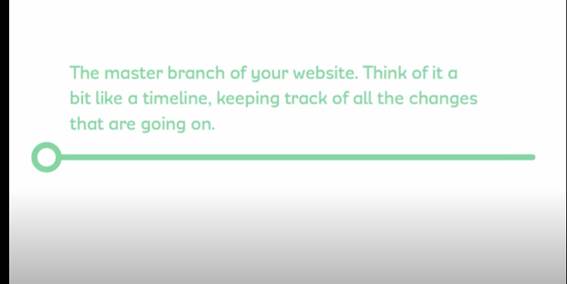 The master branch of your website. Think of it a
bit like a timeline, keeping track of all the changes
that are going on.